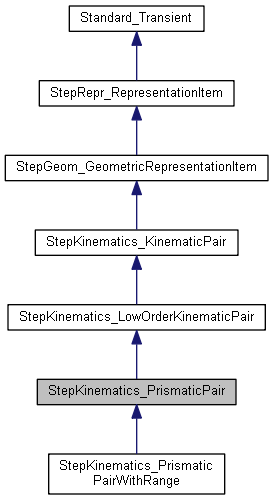 Standard_Transient
StepRepr_RepresentationItem
StepGeom_GeometricRepresentationItem
StepKinematics_KinematicPair
StepKinematics_LowOrderKinematicPair
StepKinematics_PrismaticPair
StepKinematics_Prismatic
PairWithRange